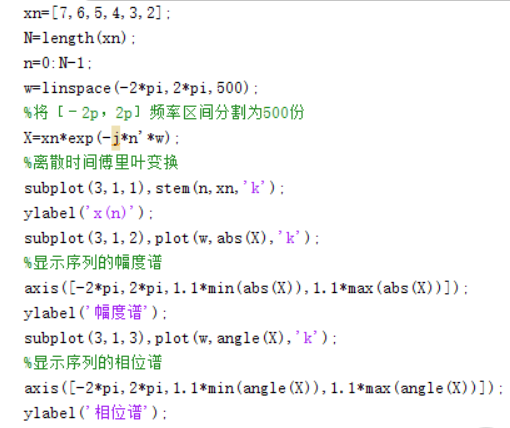 xn=[7,6,5,4,3,2];
N=length(xn);
n=0:N-1;
w=linspace(-2*pi,2*pi,500);
%将［－2p，2p］频率区间分割为500份
X=xn*exp(-j*n'*w);
%离散时间傅里叶变换
subplot(3,1,1),stem(n,xn,'k');
ylabel('x(n)');
subplot(3,1,2),plot(w,abs(X),'k');
%显示序列的幅度谱
axis([-2*pi,2*pi,1.1*min(abs(X)),1.1*max(abs(X))]);
ylabel('幅度谱');
subplot(3,1,3),plot(w,angle(X),'k');
%显示序列的相位谱
axis([-2*pi,2*pi,1.1*min(angle(X)),1.1*max(angle(X))]);
ylabel('相位谱');